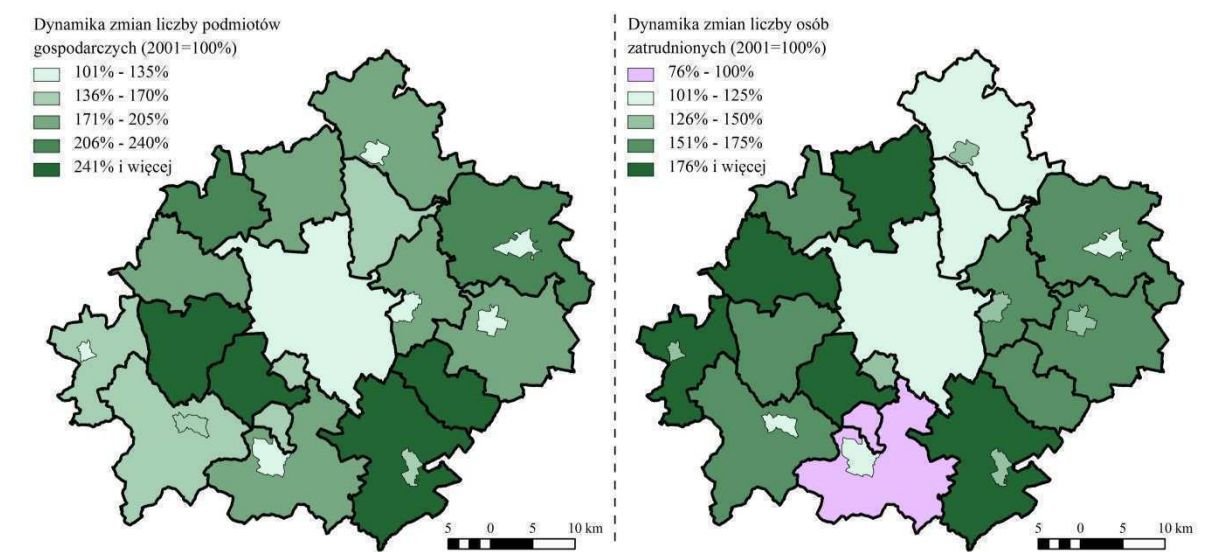 Dynamika zmian liczby podmiotów
gospodarczych (2001=100%)
101% - 135%
136% - 170%
171% - 205%
206% - 240%
241% i więcej
5 0 5 10 km
Dynamika zmian liczby osób
zatrudnionych (2001=100%)
76% - 100%
101% - 125%
126% - 150%
151% - 175%
176% i więcej
5 0 5 10 km